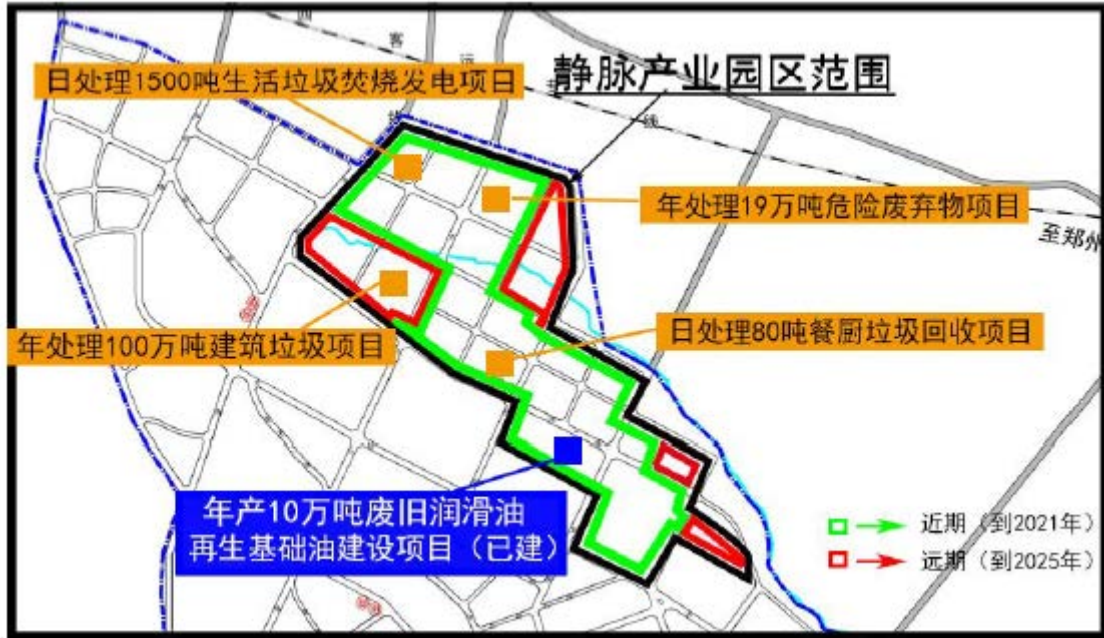 静脉产业园区范围
日处理1500吨生活垃圾焚烧发电项目
客
运
线
年处理19万吨危险废弃物项目
至郑州
年处理100万吨建筑垃圾项目
日处理80吨餐厨垃圾回收项目
年产10万吨废旧润滑油
再生基础油建设项目（已建）
近期（到2021年）
远期（到2025年）